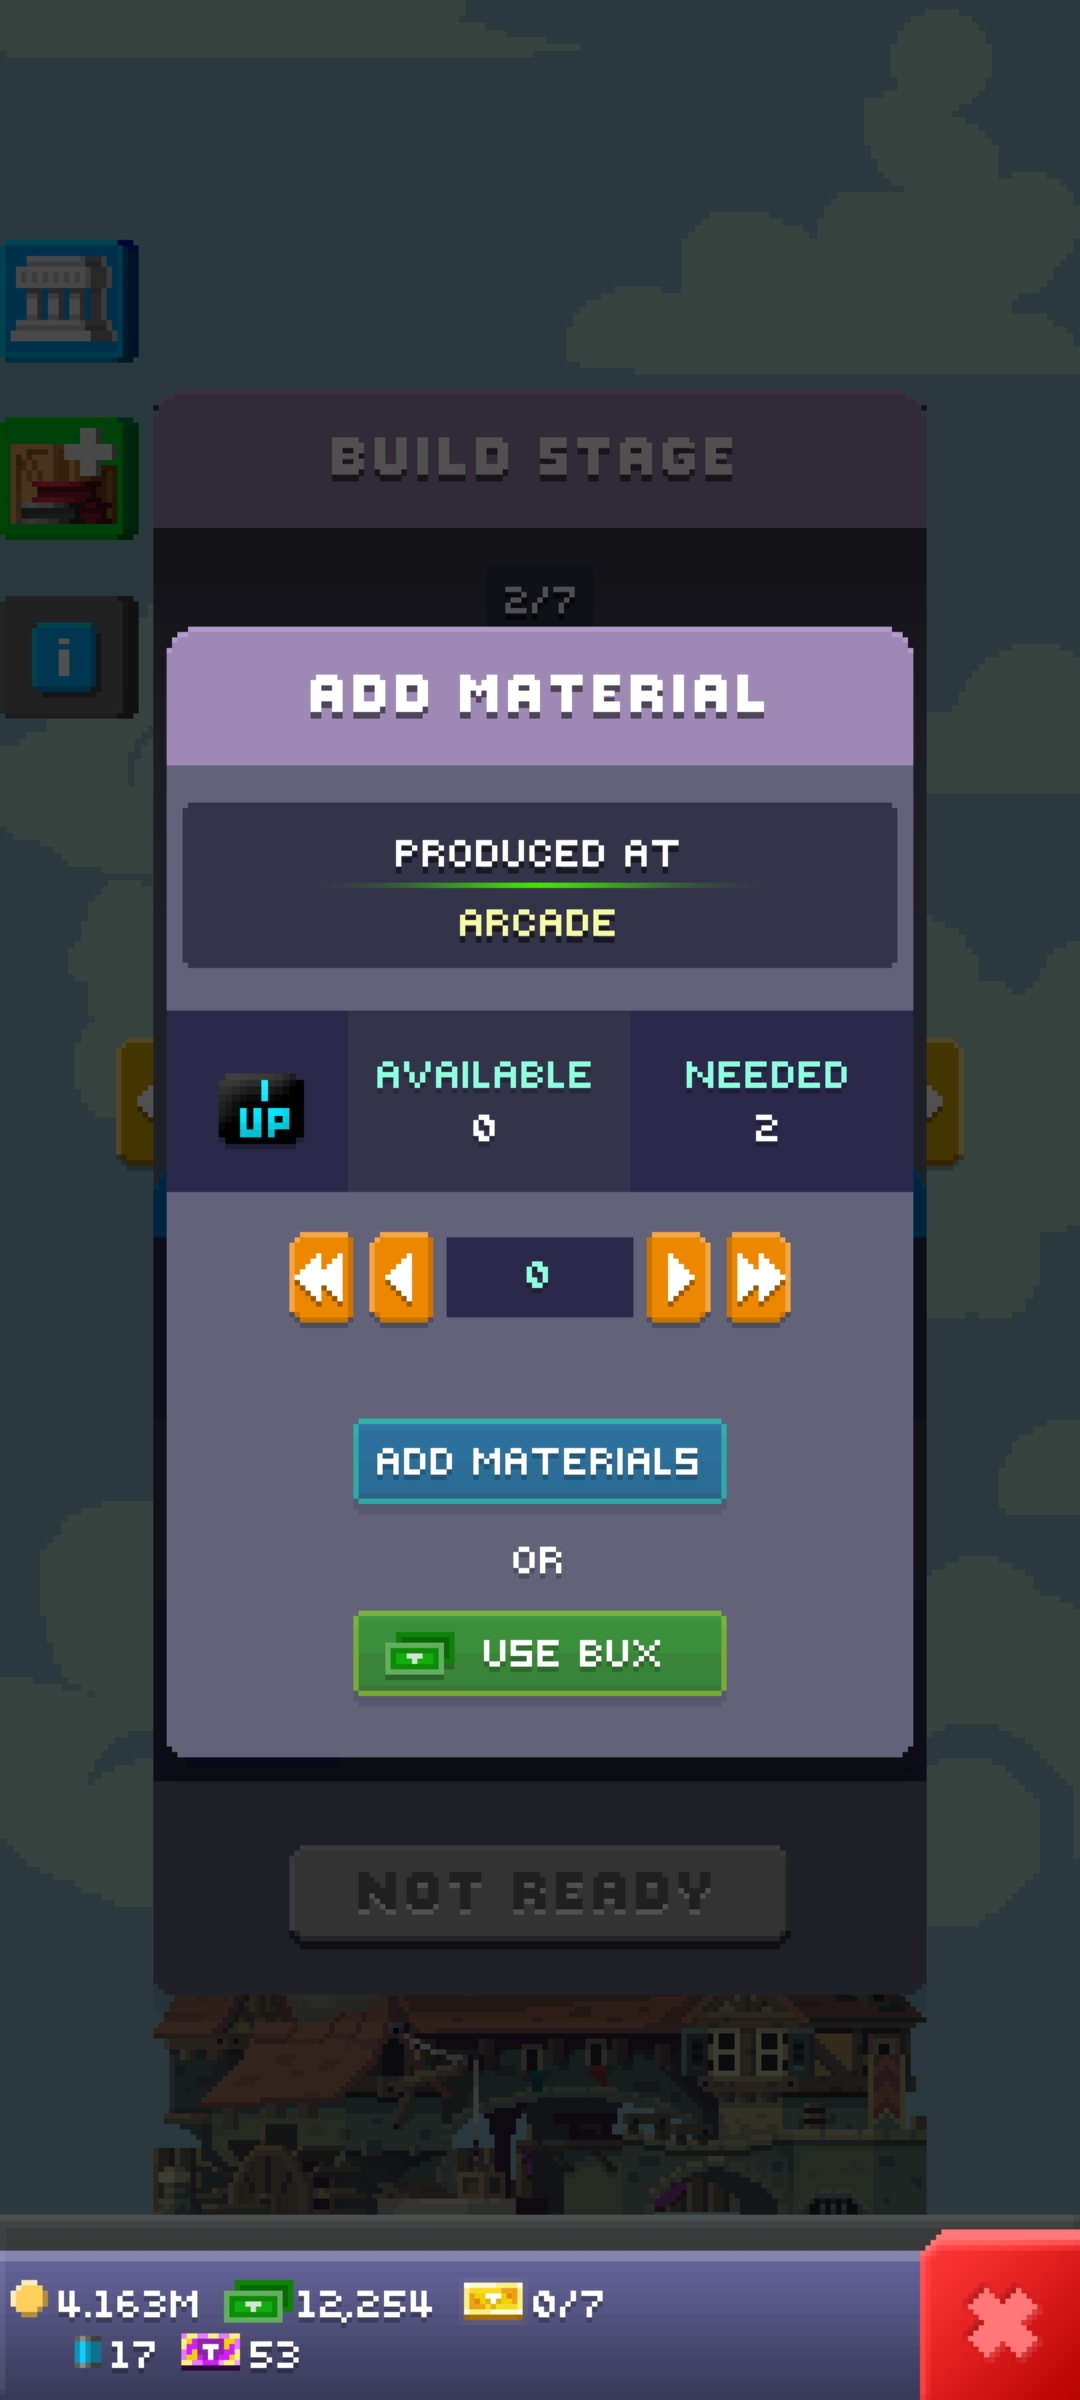 BUILD STAGE
2/7
ADD MATERIAL
PRODUCED AT
ARCADE
1 UP
AVAILABLE
0
NEEDED
2
0
ADD MATERIALS
OR
USE BUX
NOT READY
4.163M 12,254 0/7
17 53